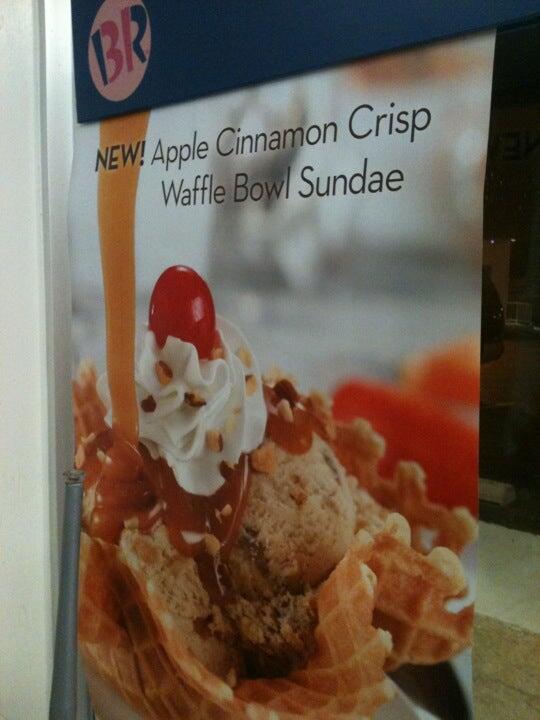 BR
NEW! Apple Cinnamon Crisp
Waffle Bowl Sundae